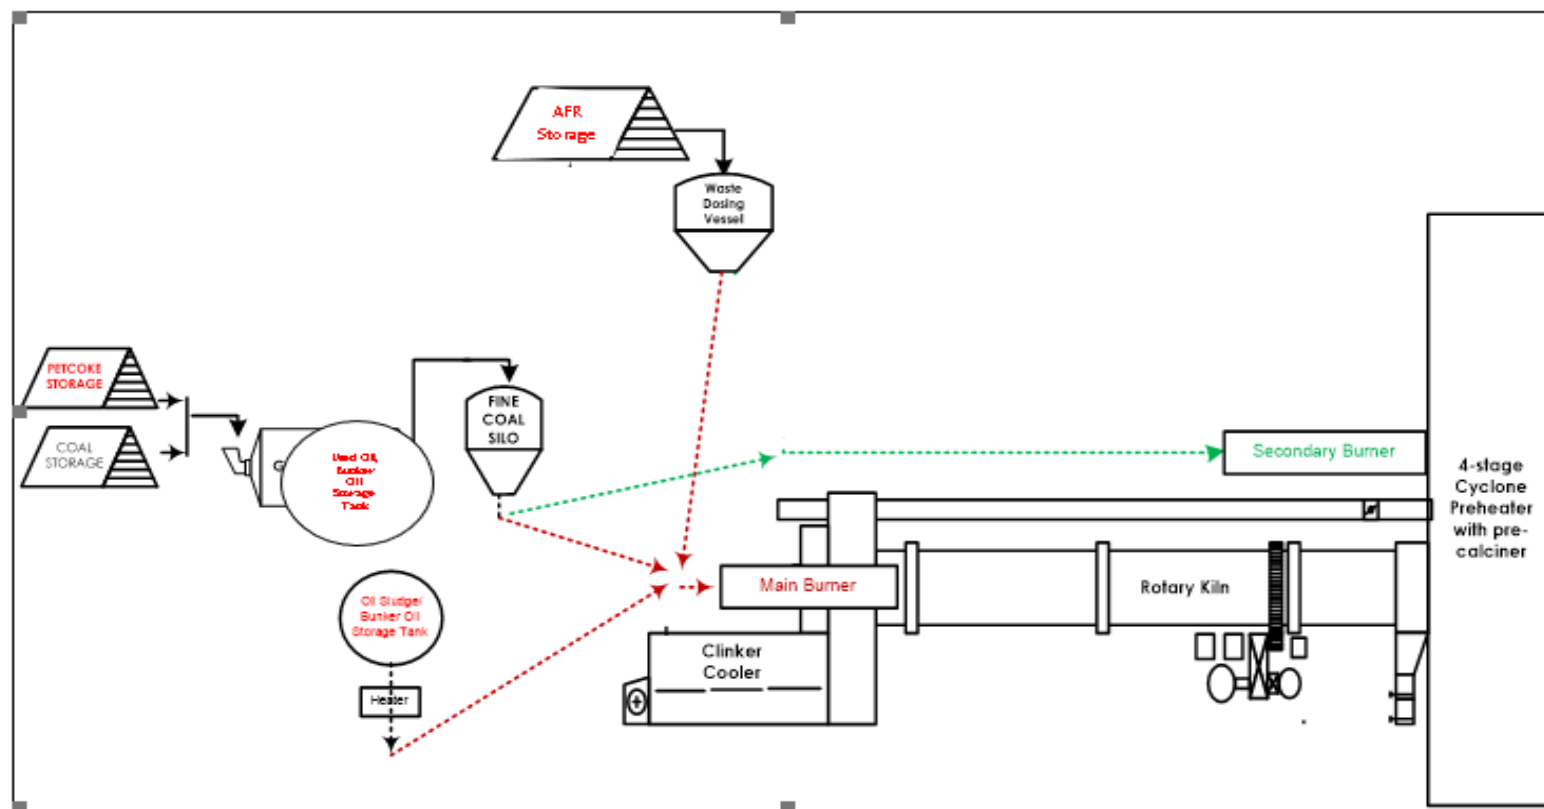 AFR
Storage
Waste
Dosing
Vessel
PETCOKE
STORAGE
COAL
STORAGE
FINE
COAL
SILO
Used Oil,
Bunker
Oil
Storage
Tank
Secondary Burner
4-stage
Cyclone
Preheater
with pre-
calciner
Main Burner
Rotary Kiln
Oil Sludge/
Bunker Oil
Storage Tank
Clinker
Cooler
Heater